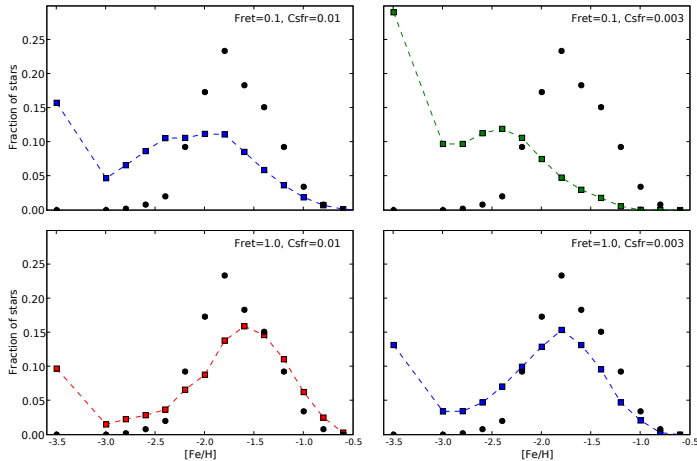 Fret=0.1, Csfr=0.01
Fret=0.1, Csfr=0.003
0.25
0.20
0.15
0.10
0.05
0.00
Fraction of stars
Fret=1.0, Csfr=0.01
Fret=1.0, Csfr=0.003
0.25
0.20
0.15
0.10
0.05
0.00
Fraction of stars
-3.5 -3.0 -2.5 -2.0 -1.5 -1.0 -0.5
-3.5 -3.0 -2.5 -2.0 -1.5 -1.0 -0.5
[Fe/H]
[Fe/H]